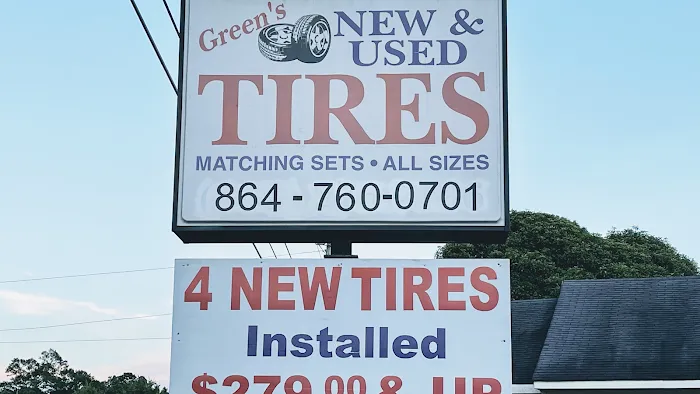 Green's
NEW &
USED
TIRES
MATCHING SETS • ALL SIZES
864 - 760-0701
4 NEW TIRES
Installed
$279.00 & UP